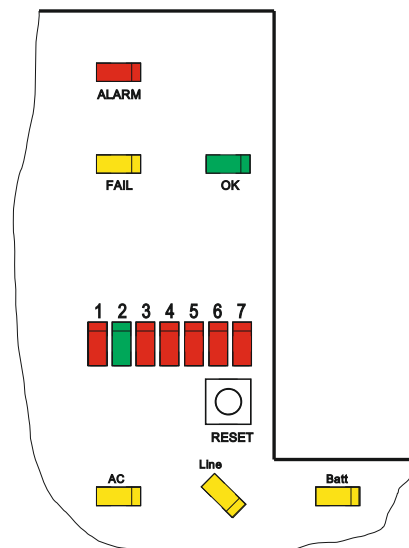 ALARM
FAIL OK
1 2 3 4 5 6 7
RESET
AC Line Batt